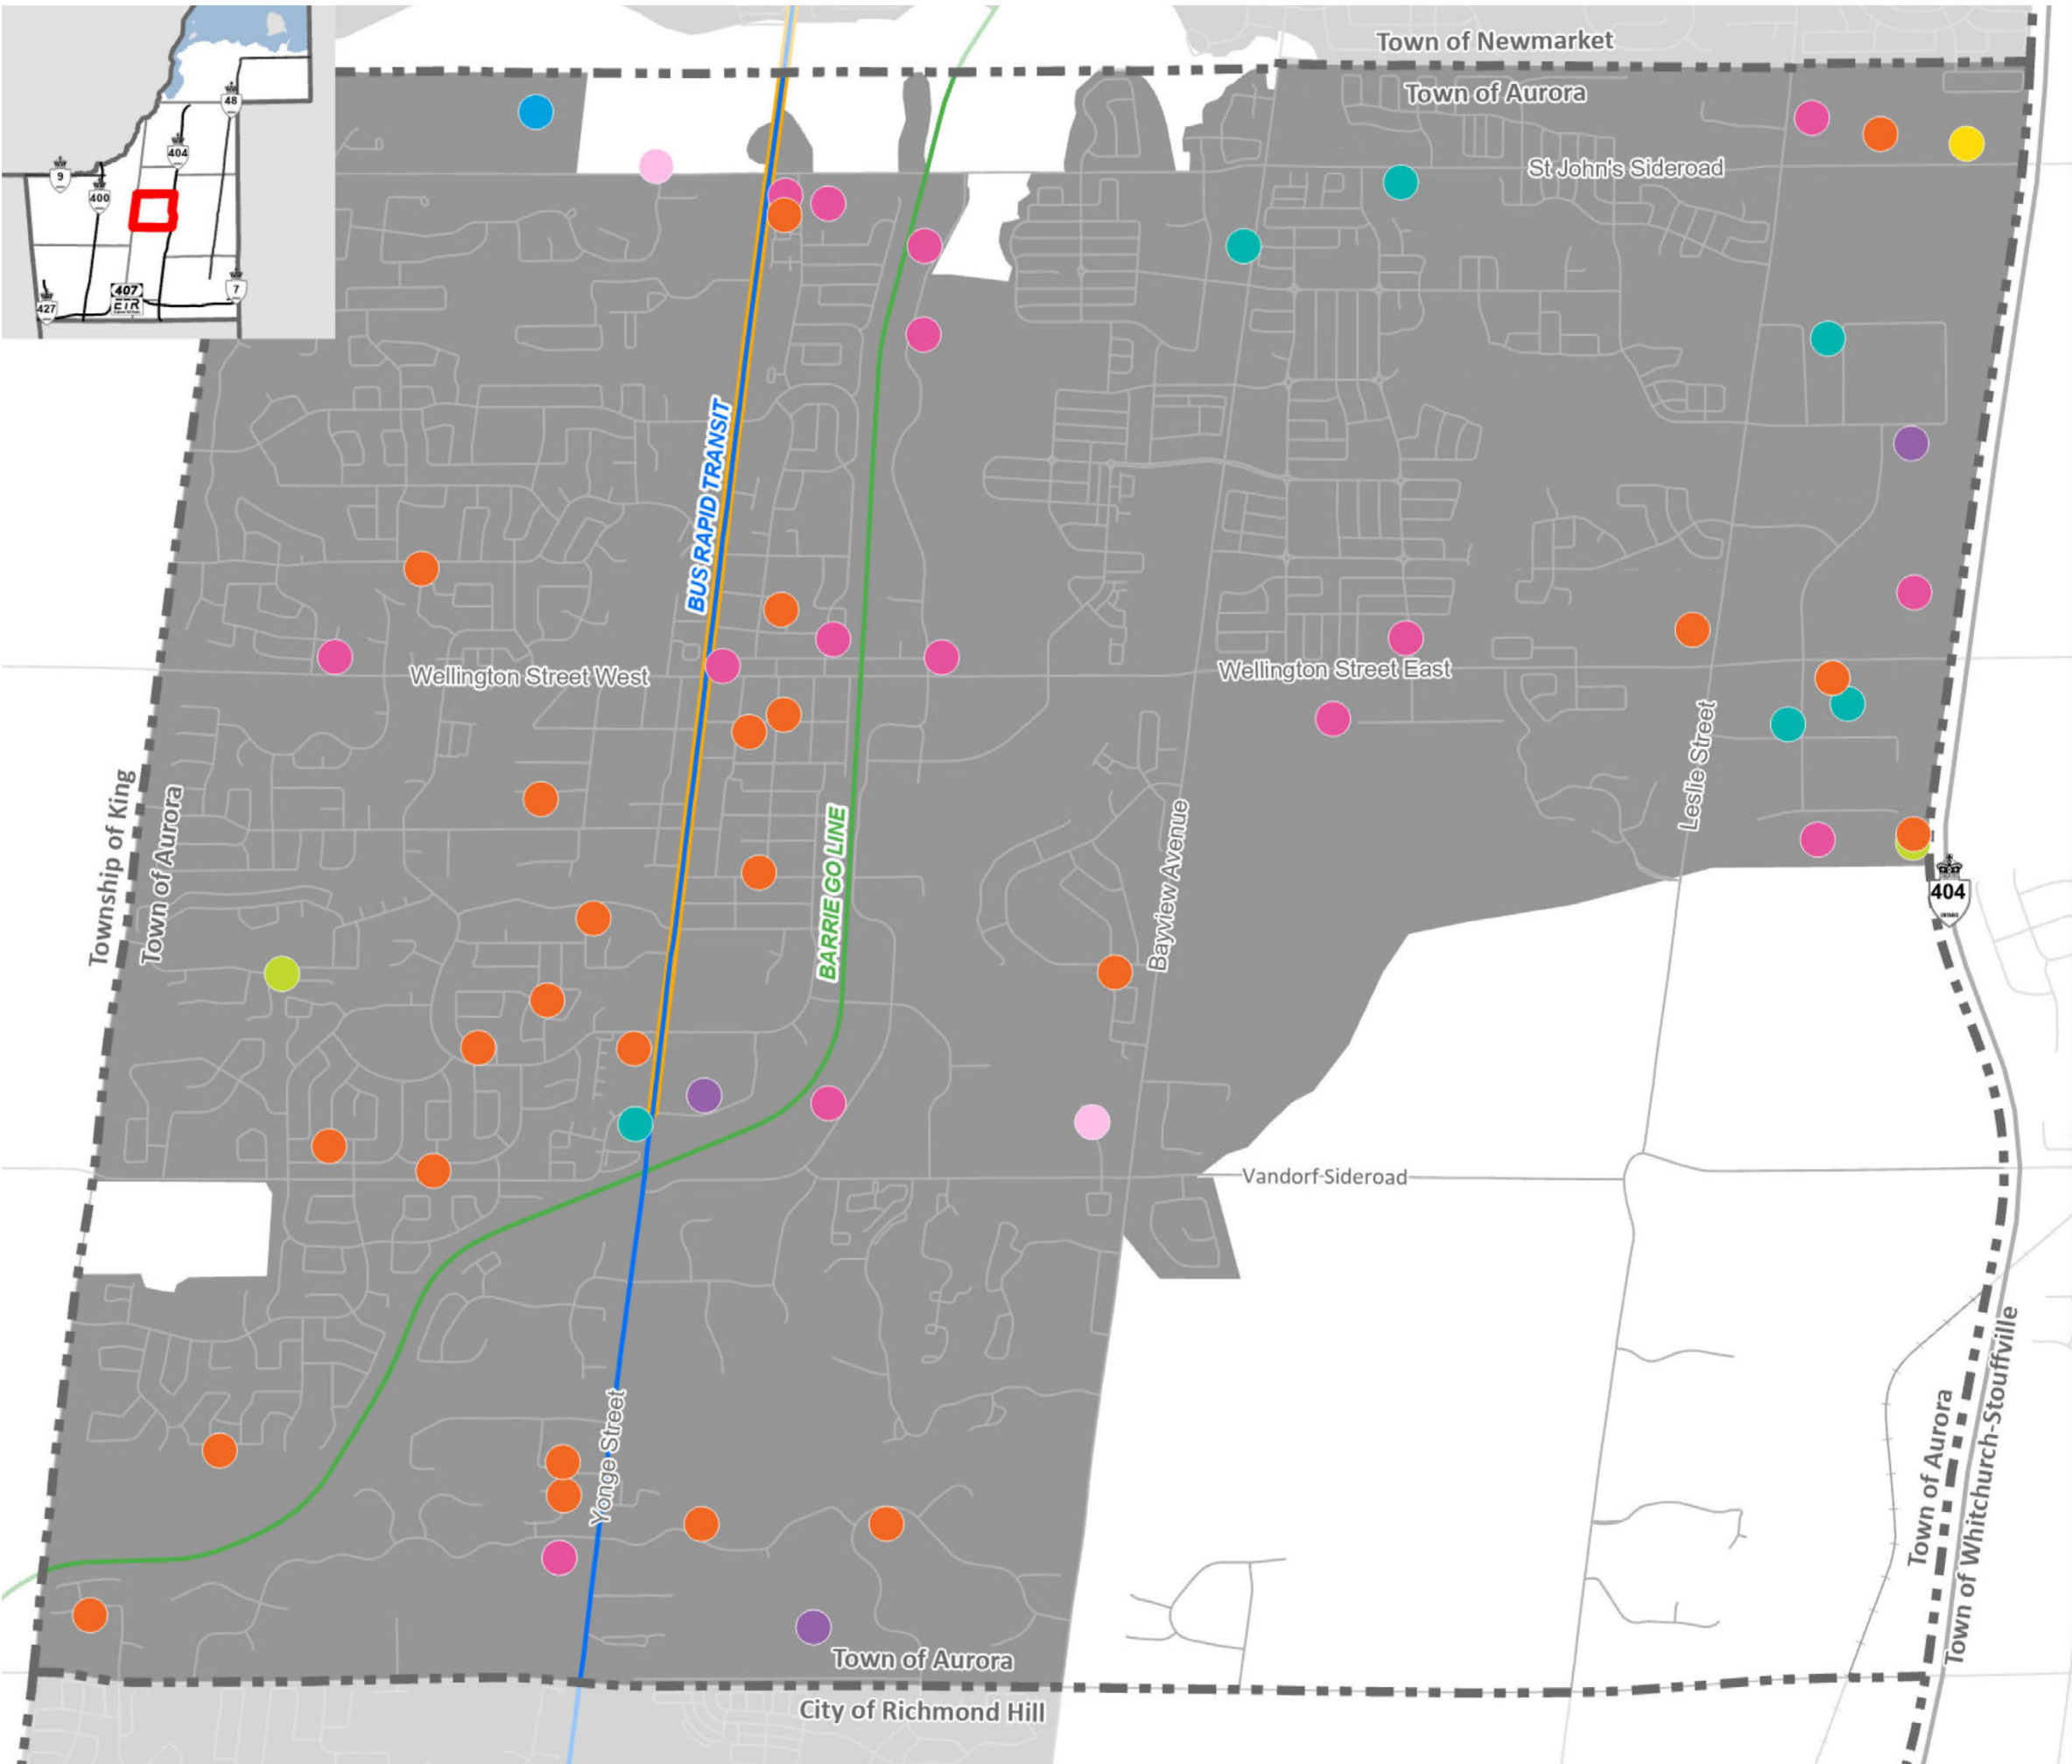 Town of Newmarket
Town of Aurora
48
404
9
400
407
ETR
7
427
St John's Sideroad
BUS RAPID TRANSIT
Wellington Street West
Wellington Street East
Leslie Street
Township of King
Town of Aurora
BARRIE GO LINE
Bayview Avenue
404
ONTARIO
Vandorf Sideroad
Yonge Street
Town of Aurora
Town of Whitchurch-Stouffville
Town of Aurora
City of Richmond Hill